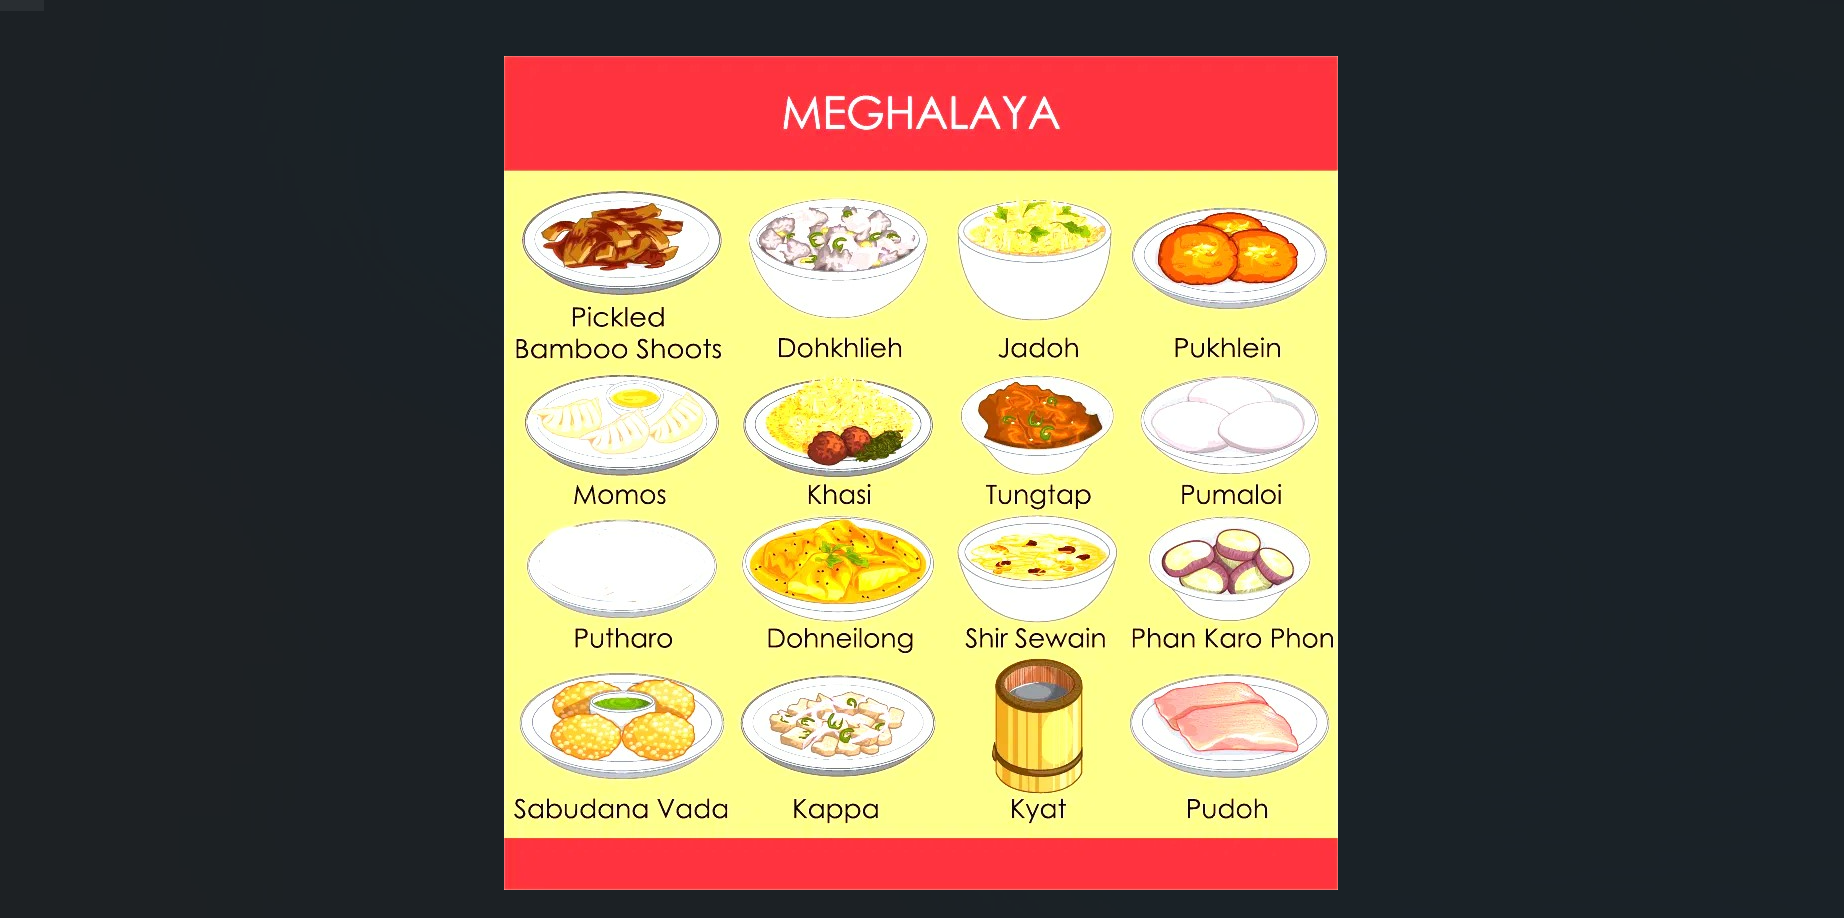 MEGHALAYA
Pickled
Bamboo Shoots
Dohkhlieh
Jadoh
Pukhlein
Momos
Khasi
Tungtap
Pumaloi
Putharo
Dohneilong
Shir Sewain
Phan Karo Phon
Sabudana Vada
Kappa
Kyat
Pudoh